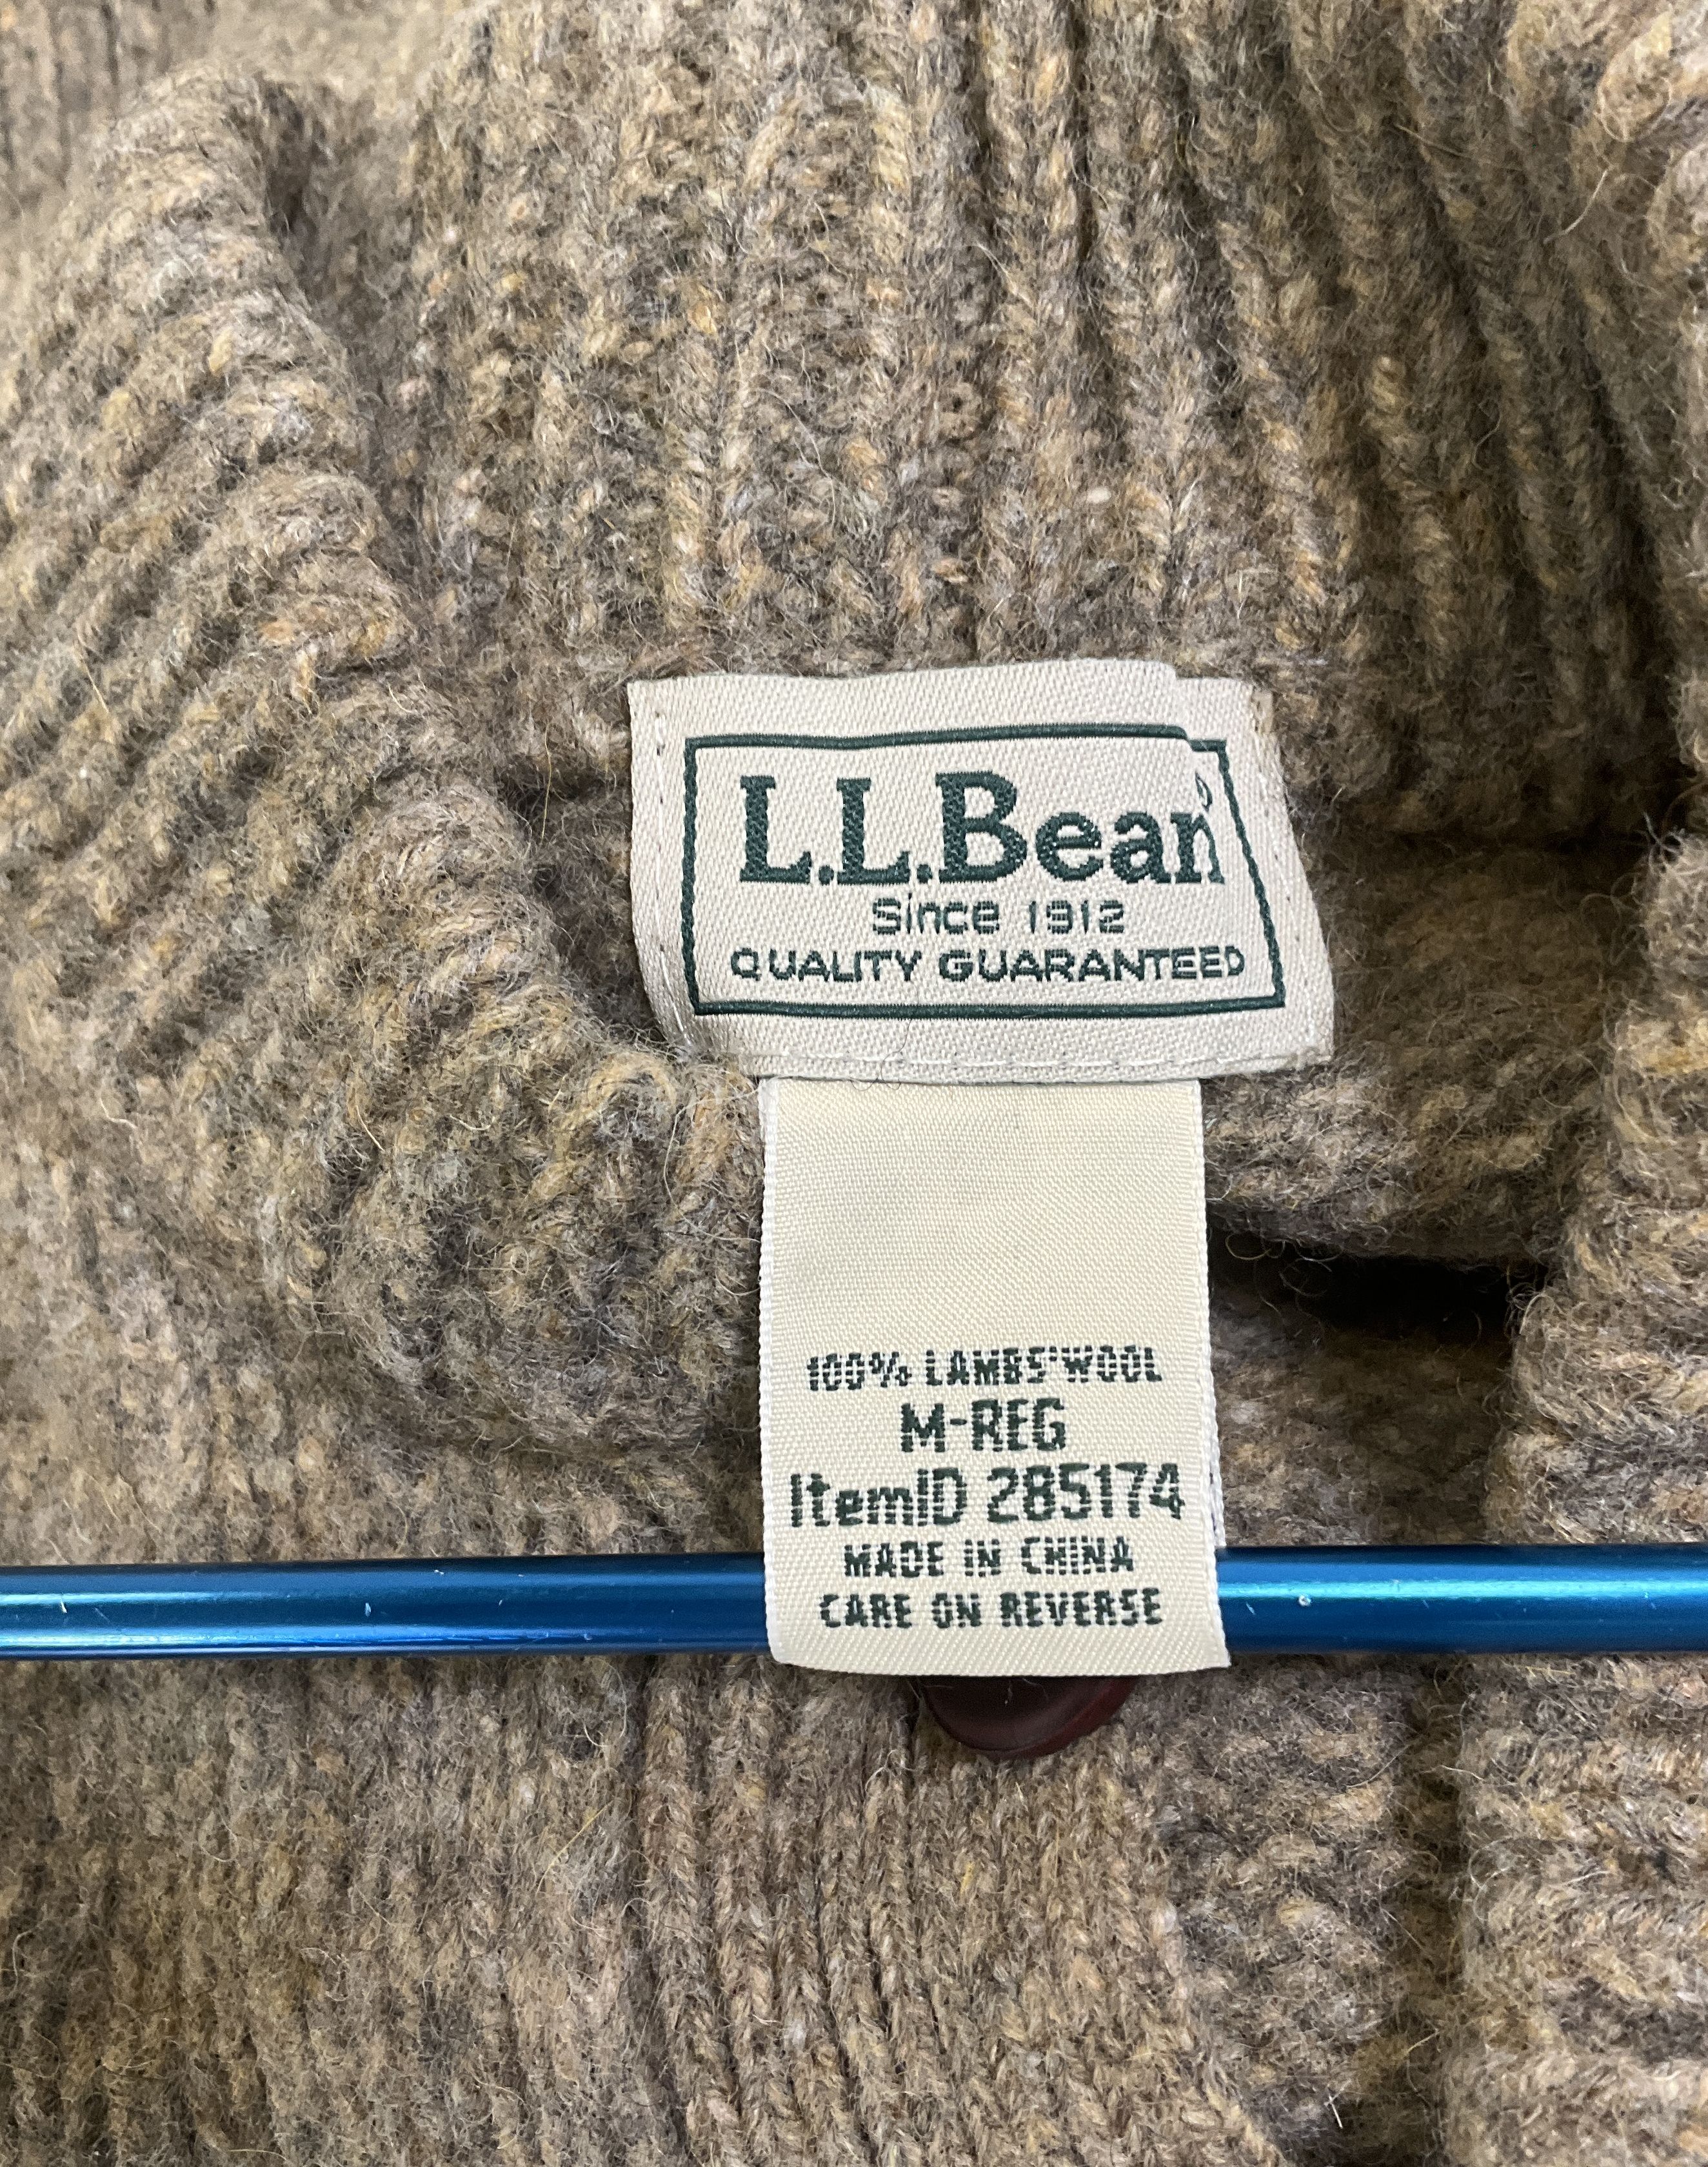 L.L.Bean
Since 1912
QUALITY GUARANTEED
100% LAMBS'WOOL
M-REG
ItemID 285174
MADE IN CHINA
CARE ON REVERSE